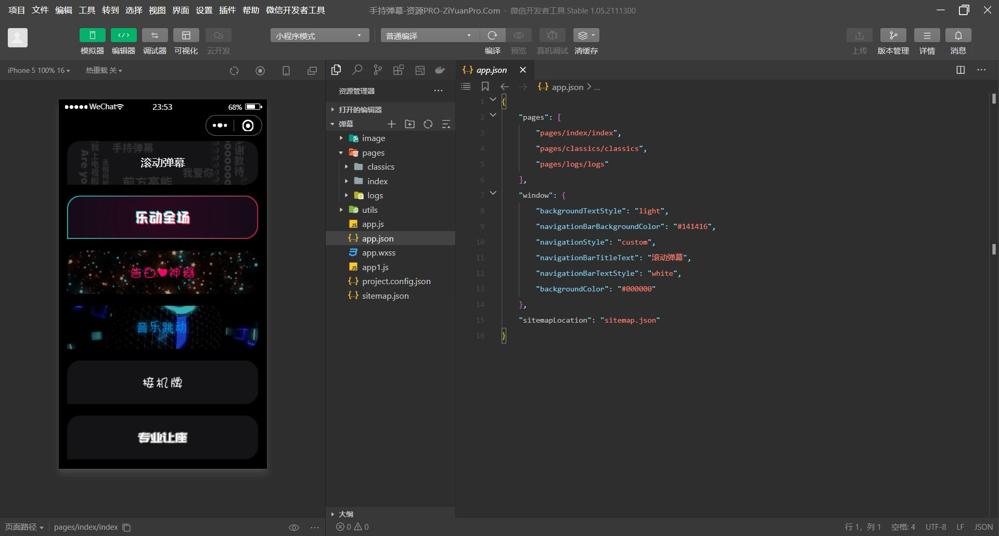 项目 文件 编辑 工具 转到 选择 视图 界面 设置 插件 帮助 微信开发者工具
手持弹幕-资源PRO-ZiYuanPro.Com - 微信开发者工具 Stable 1.05.2111300
小程序模式
普通编译
模拟器 编辑器 调试器 可视化 云开发
编译 预览 真机调试 清缓存
上传 版本管理 详情 消息
iPhone 5 100% 16
热重载 关
WeChat
23:53
68%
手持弹幕
我爱你
前方高能
谢谢款待
Are yo
滚动弹幕
乐动全场
告白❤神器
音乐跳动
接机牌
专业让座
资源管理器
打开的编辑器
弹幕
image
pages
classics
index
logs
utils
app.js
app.json
app.wxss
app1.js
project.config.json
sitemap.json
大纲
app.json
app.json > ...
1 {
2 "pages": [
3 "pages/index/index",
4 "pages/classics/classics",
5 "pages/logs/logs"
6 ],
7 "window": {
8 "backgroundTextStyle": "light",
9 "navigationBarBackgroundColor": "#141416",
10 "navigationStyle": "custom",
11 "navigationBarTitleText": "滚动弹幕",
12 "navigationBarTextStyle": "white",
13 "backgroundColor": "#000000"
14 },
15 "sitemapLocation": "sitemap.json"
16 }
页面路径
pages/index/index
0 0
行 1，列 1
空格: 4
UTF-8
LF
JSON